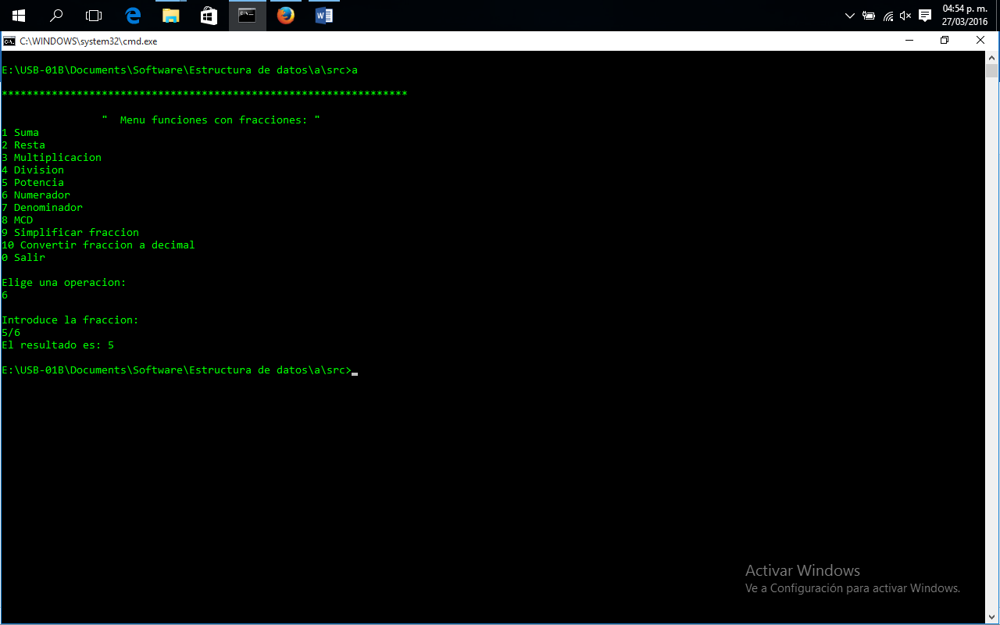 04:54 p. m.
27/03/2016
C:\WINDOWS\system32\cmd.exe
E:\USB-01B\Documents\Software\Estructura de datos\a\src>a
*****************************************************************
"  Menu funciones con fracciones: "
1 Suma
2 Resta
3 Multiplicacion
4 Division
5 Potencia
6 Numerador
7 Denominador
8 MCD
9 Simplificar fraccion
10 Convertir fraccion a decimal
0 Salir
Elige una operacion:
6
Introduce la fraccion:
5/6
El resultado es: 5
E:\USB-01B\Documents\Software\Estructura de datos\a\src>
Activar Windows
Ve a Configuración para activar Windows.